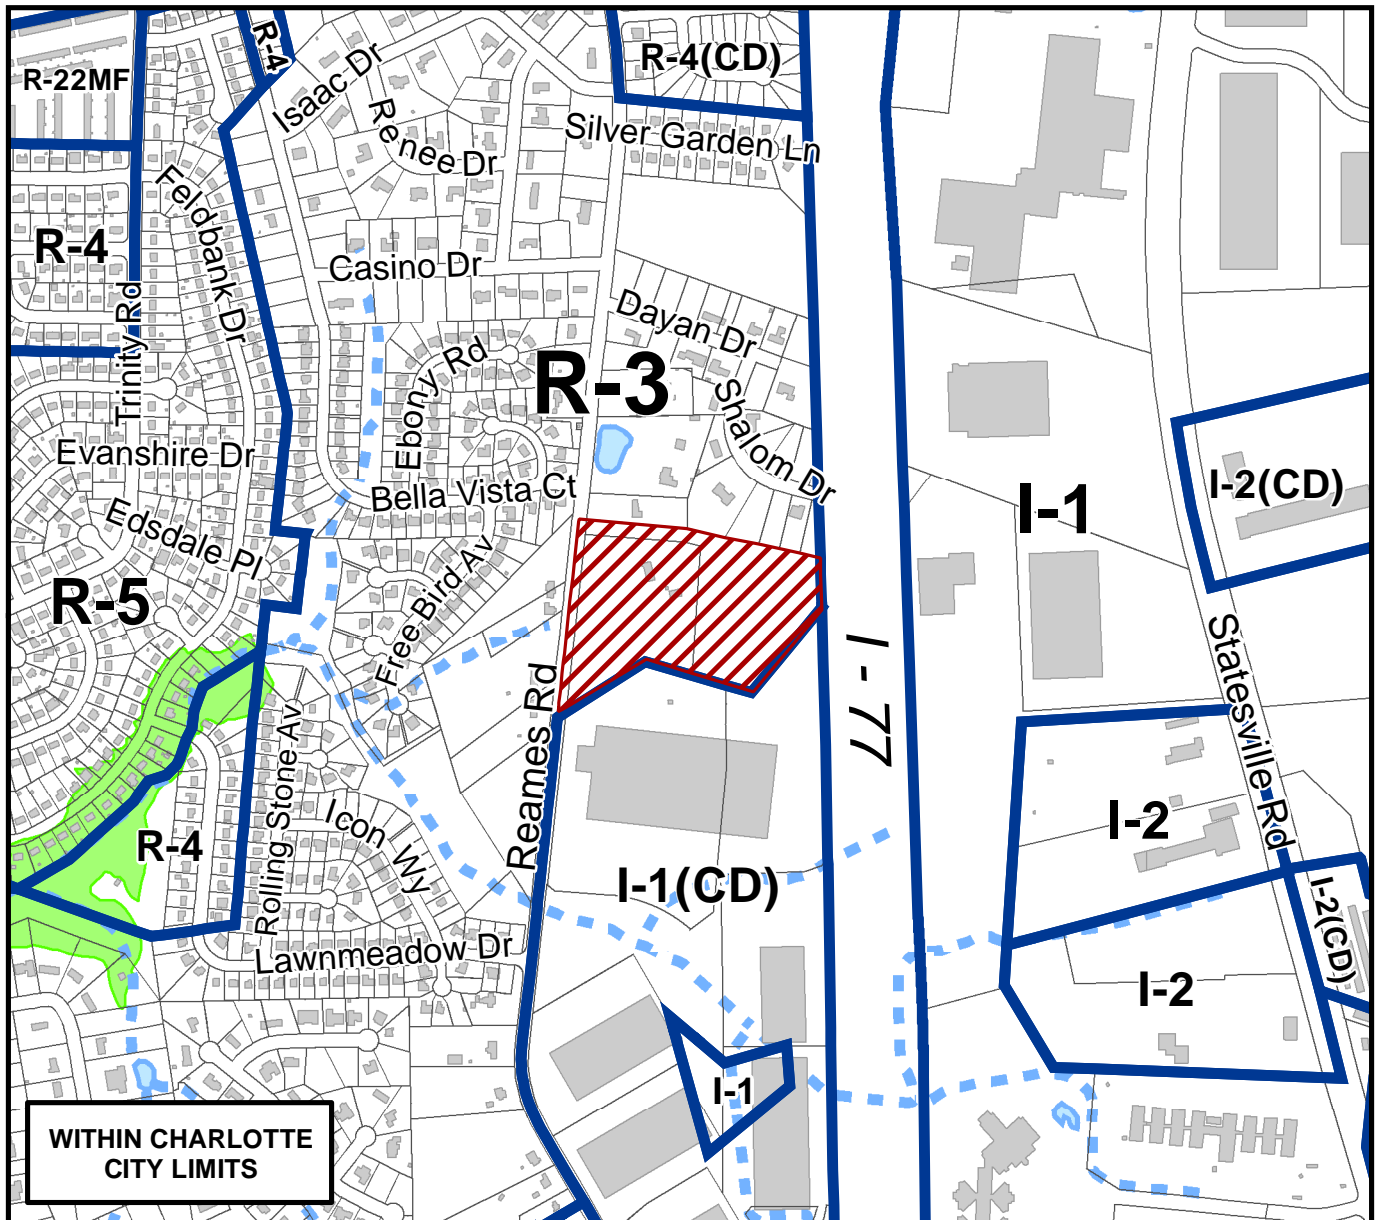 R-4
R-22MF
Isaac Dr
R-4(CD)
Renee Dr
Silver Garden Ln
Feldbank Dr
R-4
Casino Dr
Trinity Rd
Dayan Dr
Ebony Rd
R-3
Shalom Dr
Evanshire Dr
Bella Vista Ct
I-2(CD)
I-1
Edsdale Pl
Free Bird Av
R-5
I - 77
Statesville Rd
Reames Rd
Rolling Stone Av
Icon Wy
R-4
I-2
I-1(CD)
I-2(CD)
Lawnmeadow Dr
I-2
I-1
WITHIN CHARLOTTE
CITY LIMITS